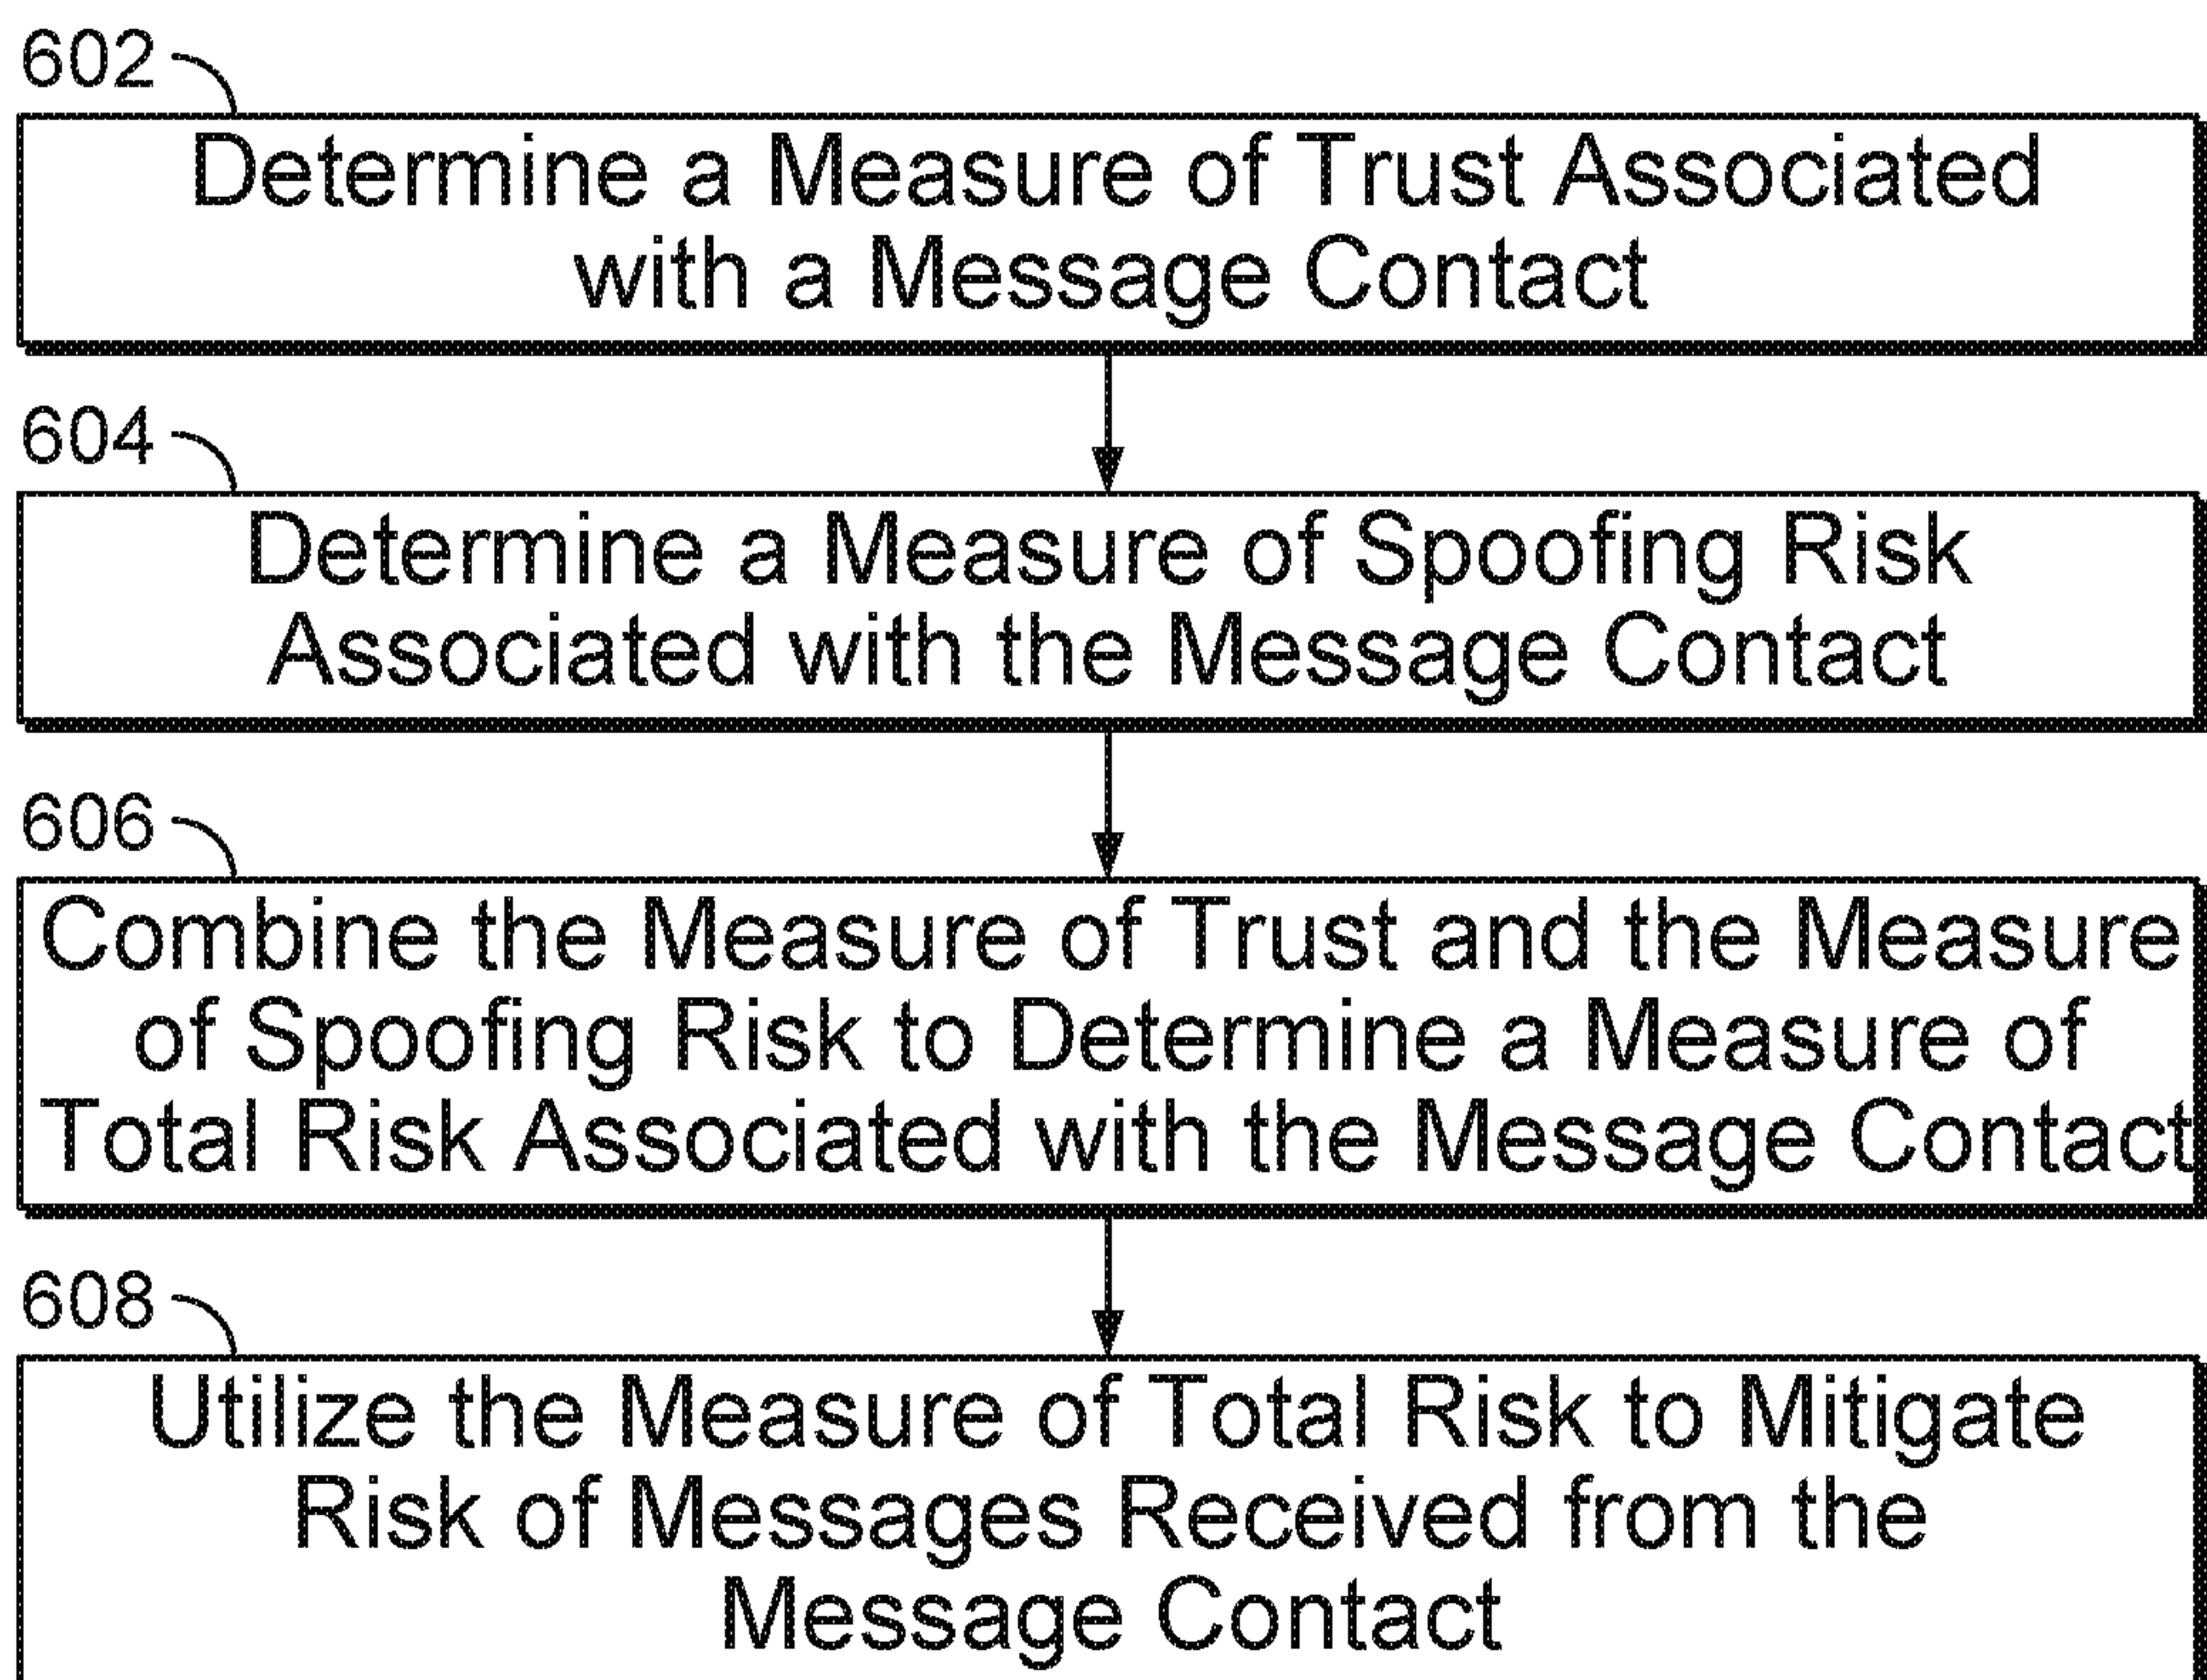 602
Determine a Measure of Trust Associated
with a Message Contact
604
Determine a Measure of Spoofing Risk
Associated with the Message Contact
606
Combine the Measure of Trust and the Measure
of Spoofing Risk to Determine a Measure of
Total Risk Associated with the Message Contact
608
Utilize the Measure of Total Risk to Mitigate
Risk of Messages Received from the
Message Contact